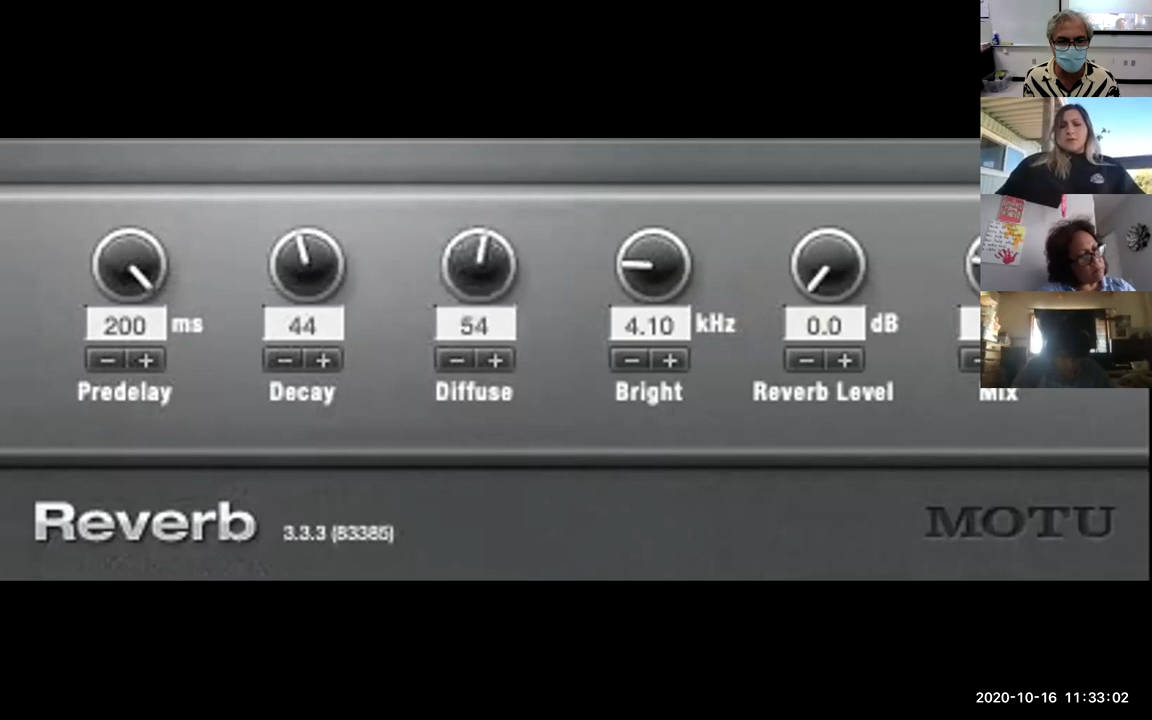 200 ms
44
54
4.10 kHz
0.0 dB
Predelay
Decay
Diffuse
Bright
Reverb Level
Mix
Reverb 3.3.3 (83385)
MOTU
2020-10-16 11:33:02